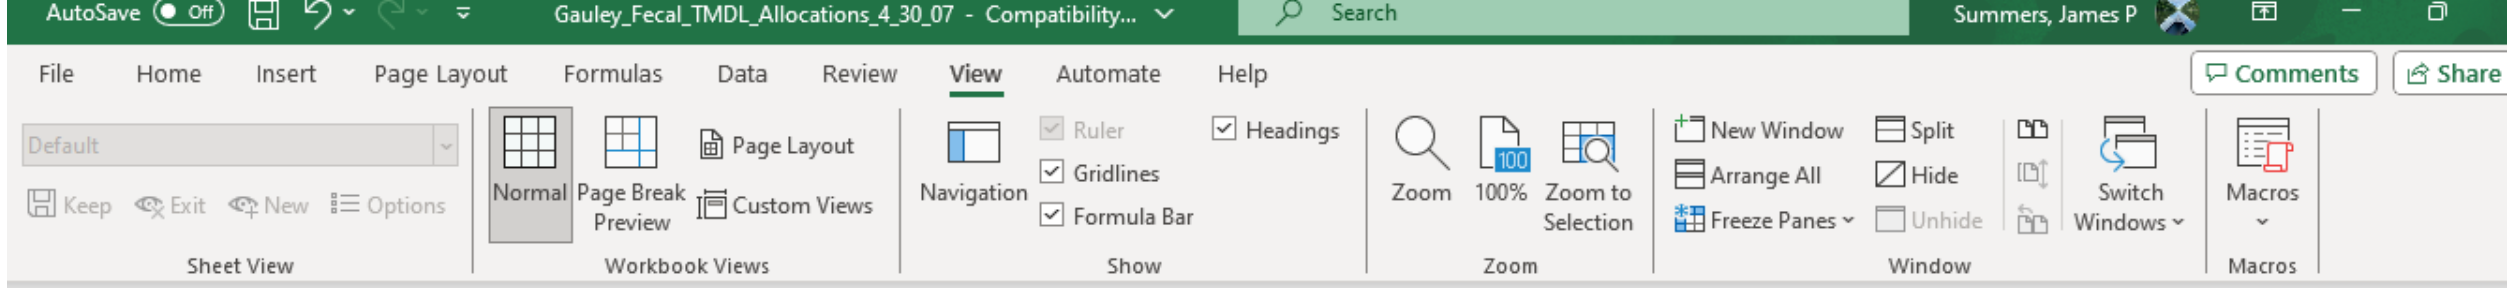 AutoSave Off Gauley_Fecal_TMDL_Allocations_4_30_07 - Compatibility... Search Summers, James P
File Home Insert Page Layout Formulas Data Review View Automate Help Comments Share
Default
Keep Exit New Options
Sheet View
Normal
Page Break
Preview
Page Layout
Custom Views
Workbook Views
Navigation
Ruler
Gridlines
Formula Bar
Headings
Show
Zoom
100
100%
Zoom to
Selection
Zoom
New Window
Arrange All
Freeze Panes
Split
Hide
Unhide
Switch
Windows
Window
Macros
Macros